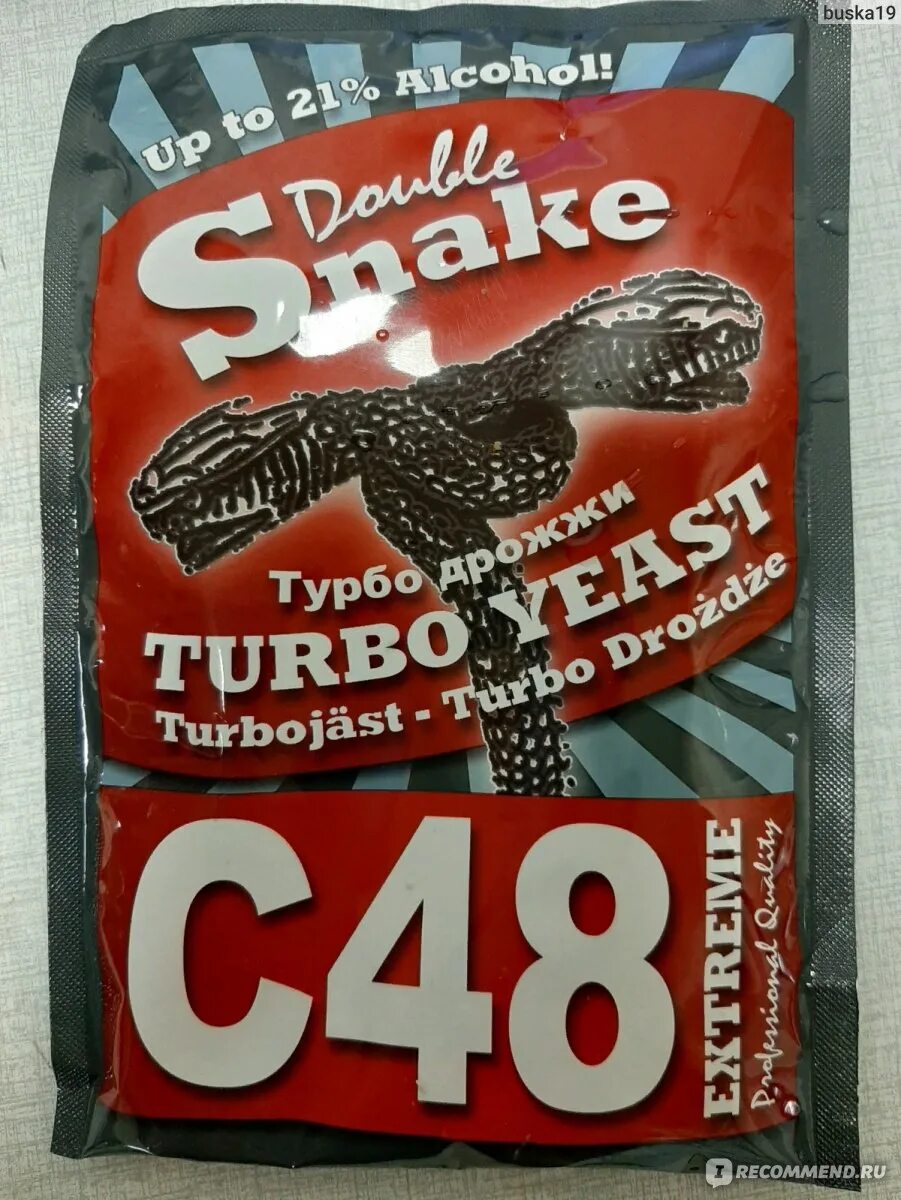 buska19
Up to 21% Alcohol!
Double
Snake
Турбо дрожжи
TURBO YEAST
Turbojäst - Turbo Drożdże
C48
EXTREME
Professional Quality
IRECOMMEND.RU